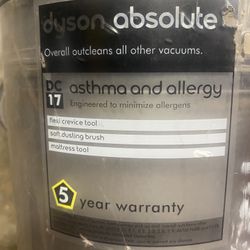 dyson absolute
Overall outcleans all other vacuums.
DC
17
asthma and allergy
Engineered to minimize allergens
flexi crevice tool
soft dusting brush
mattress tool
5
year warranty